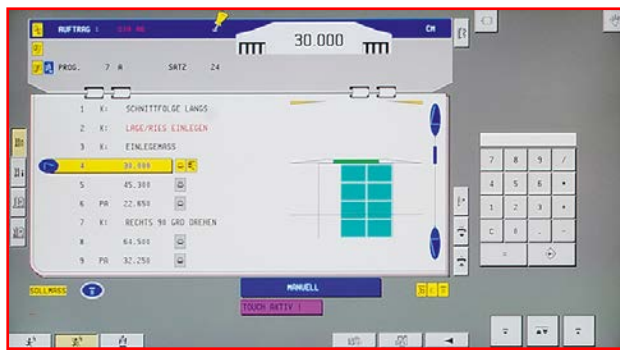 AUFTRAG :
CM
30.000
PROG. 7 A SATZ 24
1 K: SCHNITTFOLGE LANGS
2 K: LAGE/RIES EINLEGEN
3 K: EINLEGEMASS
4 30.000
5 45.300
6 PA 22.650
7 K: RECHTS 90 GRD DREHEN
8 64.500
9 PA 32.250
7 8 9 /
4 5 6 *
1 2 3 +
C 0 . -
=
SOLLMASS
MANUELL
TOUCH AKTIV !